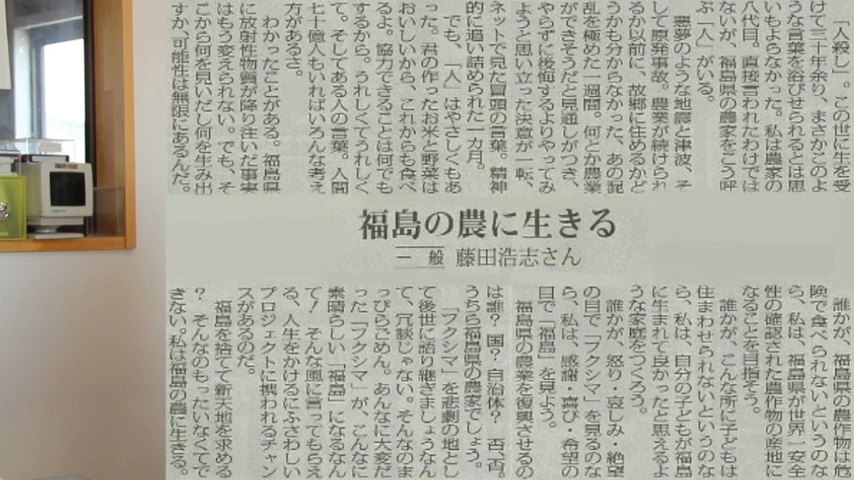 「人殺し」。この世に生を受
けて三十年余り、まさかこのよ
うな言葉を浴びせられるとは思
いもよらなかった。私は農家の
八代目。直接言われたわけでは
ないが、福島県の農家をこう呼
ぶ「人」がいる。
悪夢のような地震と津波、そ
して原発事故。農業が続けられ
るか以前に、故郷に住めるかど
うかも分からなかった、あの混
乱を極めた一週間。何とか農業
ができそうだと見通しがつき、
やらずに後悔するよりやってみ
ようと思い立った決意が一転、
ネットで見た冒頭の言葉。精神
的に追い詰められた一カ月。
でも、「人」はやさしくもあ
った。君の作ったお米と野菜は
おいしいから、これからも食べ
るよ。協力できることは何でも
するから。うれしくてうれしく
て。そしてある人の言葉。人間
七十億人もいればいろんな考え
方があるさ。
わかったことがある。福島県
に放射性物質が降り注いだ事実
はもう変えられない。でも、そ
こから何を見いだし何を生み出
すか、可能性は無限にあるんだ。
福島の農に生きる
一般 藤田浩志さん
誰かが、福島県の農作物は危
険で食べられないというのな
ら、私は、福島県が世界一安全
性の確認された農作物の産地に
なることを目指そう。
誰かが、こんな所に子どもは
住まわせられないというのな
ら、私は、自分の子どもが福島
に生まれて良かったと思えるよ
うな家庭をつくろう。
誰かが、怒り・哀しみ・絶望
の目で「フクシマ」を見るのな
ら、私は、感謝・喜び・希望の
目で「福島」を見よう。
福島県の農業を復興させるの
は誰？国？自治体？否、否。
うちら福島県の農家でしょう。
「フクシマ」を悲劇の地とし
て後世に語り継ぎましょうなん
て、冗談じゃない。そんなのま
っぴらごめん。あんなに大変だ
った「フクシマ」が、こんなに
素晴らしい「福島」になるなん
て！そんな風に言ってもらえ
る、人生をかけるにふさわしい
プロジェクトに携われるチャン
スがあるのだ。
福島を捨てて新天地を求める
？そんなのもったいなくてで
きない。私は福島の農に生きる。